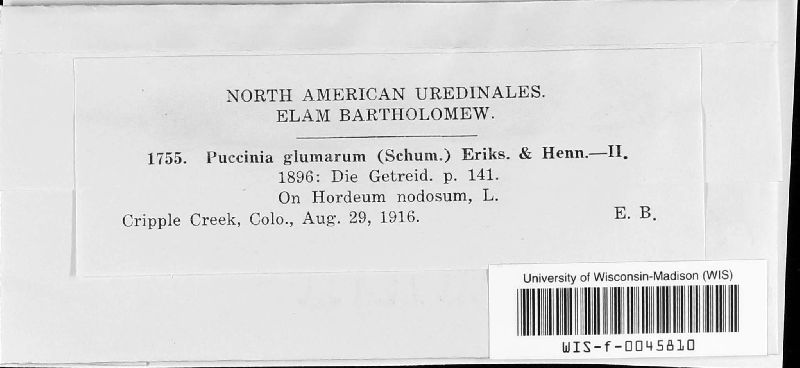 NORTH AMERICAN UREDINALES.
ELAM BARTHOLOMEW.
1755. Puccinia glumarum (Schum.) Eriks. & Henn.—II.
1896: Die Getreid. p. 141.
On Hordeum nodosum, L.
Cripple Creek, Colo., Aug. 29, 1916. E. B.
University of Wisconsin-Madison (WIS)
WIS-f-0045810